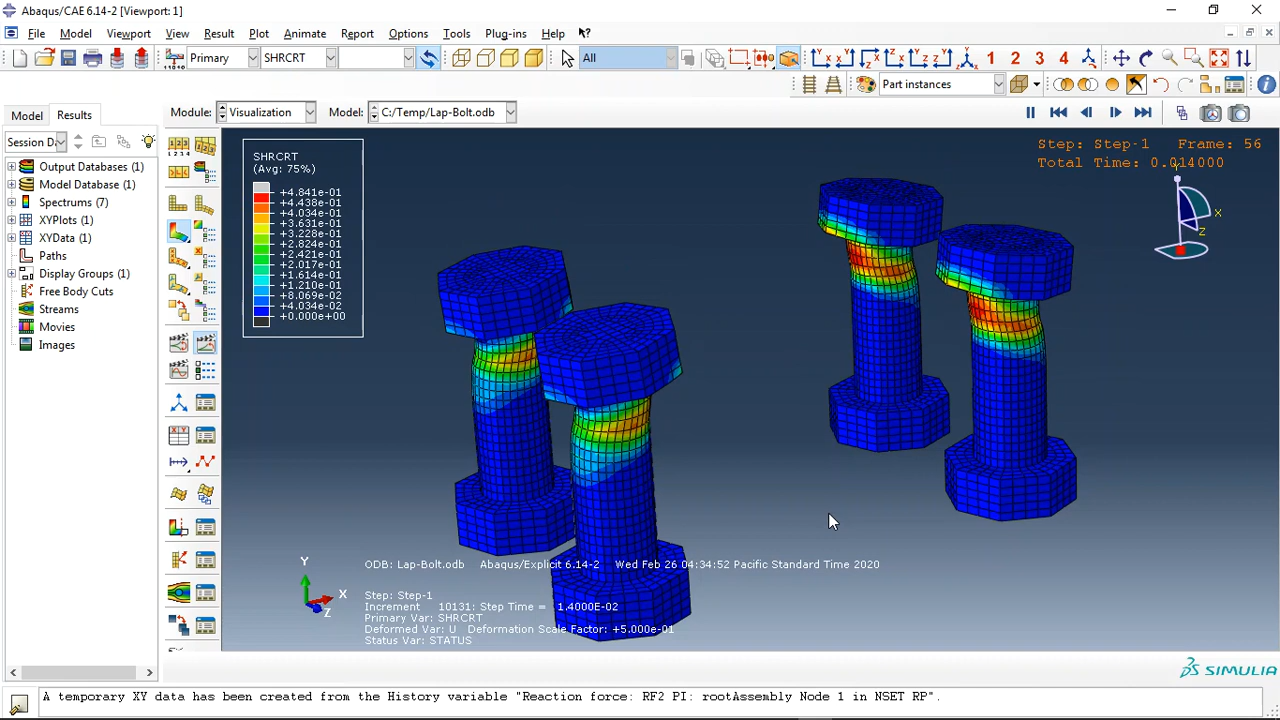 Abaqus/CAE 6.14-2 [Viewport: 1]
File Model Viewport View Result Plot Animate Report Options Tools Plug-ins Help
Primary SHRCRT All 1 2 3 4
Part instances
Model Results Module: Visualization Model: C:/Temp/Lap-Bolt.odb
Session D
Output Databases (1)
Model Database (1)
Spectrums (7)
XYPlots (1)
XYData (1)
Paths
Display Groups (1)
Free Body Cuts
Streams
Movies
Images
SHRCRT
(Avg: 75%)
+4.841e-01
+4.438e-01
+4.034e-01
+3.631e-01
+3.228e-01
+2.824e-01
+2.421e-01
+2.017e-01
+1.614e-01
+1.210e-01
+8.069e-02
+4.034e-02
+0.000e+00
Step: Step-1 Frame: 56
Total Time: 0.014000
X
Z
Y
X
Z
ODB: Lap-Bolt.odb Abaqus/Explicit 6.14-2 Wed Feb 26 04:34:52 Pacific Standard Time 2020
Step: Step-1
Increment 10131: Step Time = 1.4000E-02
Primary Var: SHRCRT
Deformed Var: U Deformation Scale Factor: +5.000e-01
Status Var: STATUS
SIMULIA
A temporary XY data has been created from the History variable "Reaction force: RF2 PI: rootAssembly Node 1 in NSET RP".